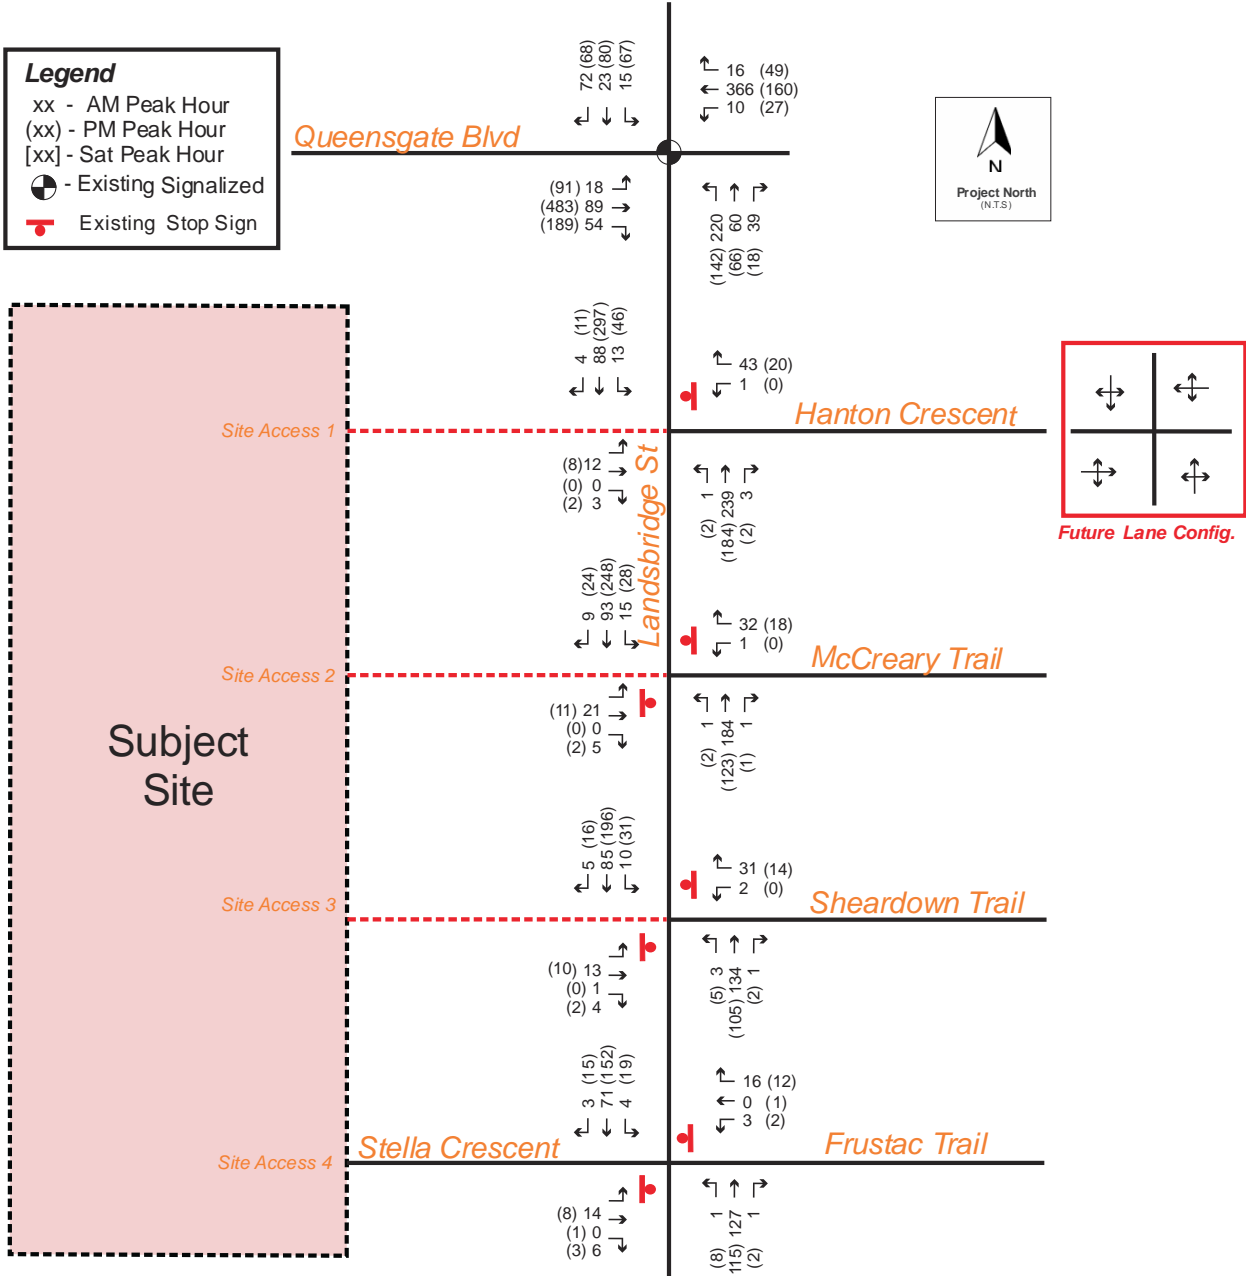 Legend
xx - AM Peak Hour
(xx) - PM Peak Hour
[xx] - Sat Peak Hour
- Existing Signalized
Existing Stop Sign
72 (68)
23 (80)
15 (67)
16 (49)
366 (160)
10 (27)
Queensgate Blvd
N
Project North
(N.T.S)
(91) 18
(483) 89
(189) 54
(142) 220
(66) 60
(18) 39
4 (11)
88 (297)
13 (46)
43 (20)
1 (0)
Hanton Crescent
Site Access 1
(8)12
(0) 0
(2) 3
Landsbridge St
(2) 1
(184) 239
(2) 3
Future Lane Config.
9 (24)
93 (248)
15 (28)
32 (18)
1 (0)
McCreary Trail
Site Access 2
(11) 21
(0) 0
(2) 5
(2) 1
(123) 184
(1) 1
Subject
Site
5 (16)
85 (196)
10 (31)
31 (14)
2 (0)
Sheardown Trail
Site Access 3
(10) 13
(0) 1
(2) 4
(5) 3
(105) 134
(2) 1
3 (15)
71 (152)
4 (19)
16 (12)
0 (1)
3 (2)
Stella Crescent
Frustac Trail
Site Access 4
(8) 14
(1) 0
(3) 6
(8) 1
115) 127
(2) 1